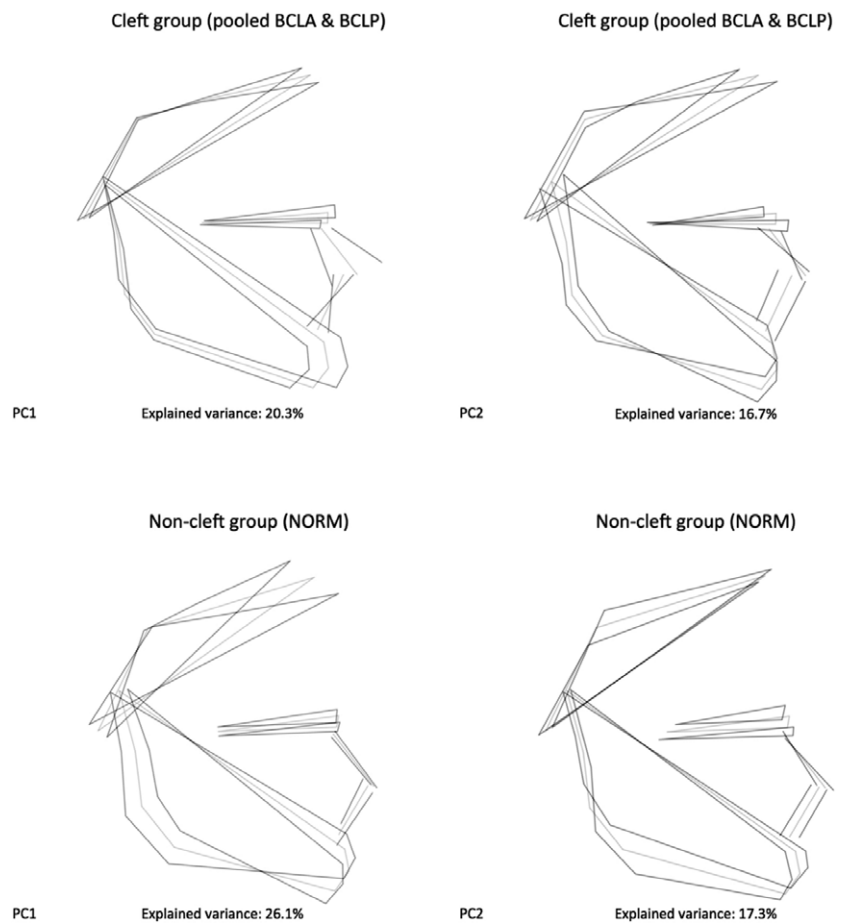 Cleft group (pooled BCLA & BCLP)
Cleft group (pooled BCLA & BCLP)
PC1
Explained variance: 20.3%
PC2
Explained variance: 16.7%
Non-cleft group (NORM)
Non-cleft group (NORM)
PC1
Explained variance: 26.1%
PC2
Explained variance: 17.3%